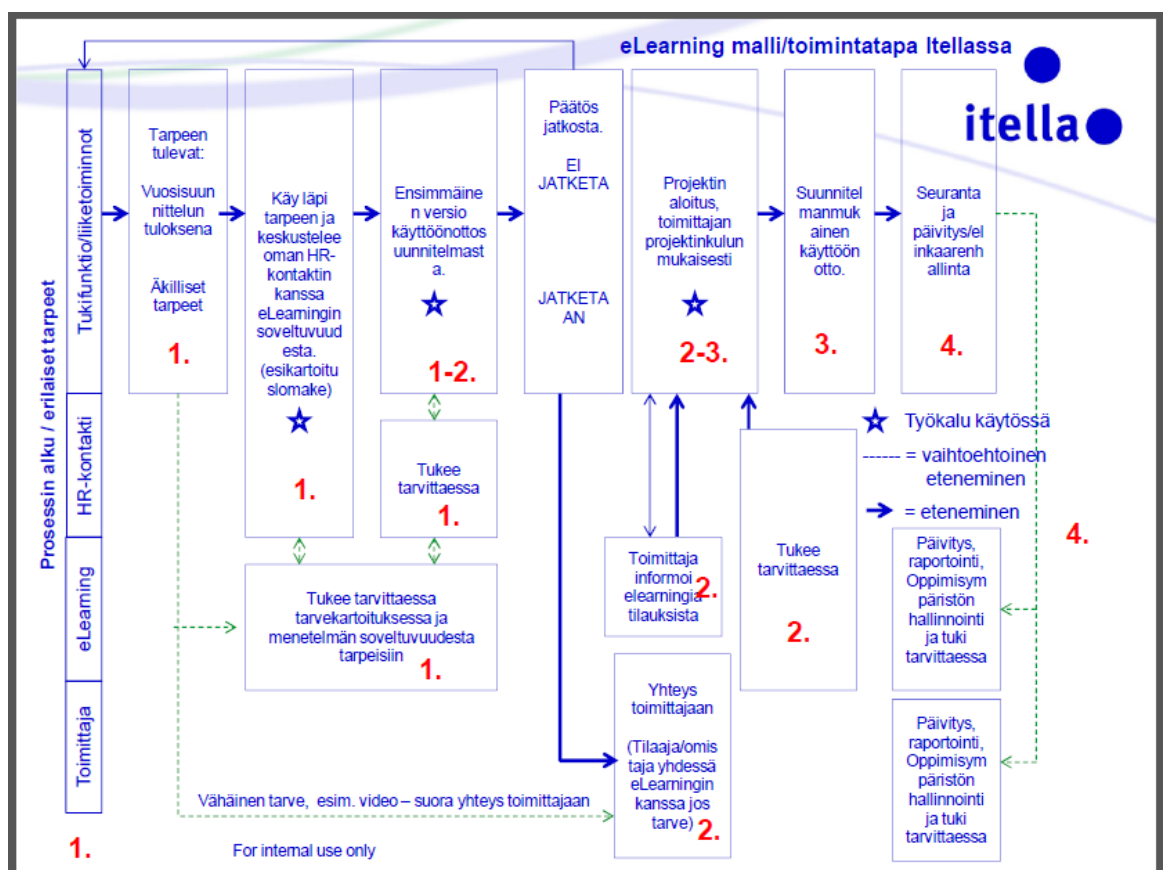 eLearning malli/toimintatapa Itellassa
itella
Prosessin alku / erilaiset tarpeet
Tukifunktio/liiketoiminnot
HR-kontakti
eLearning
Toimittaja
Tarpeen
tulevat:
Vuosisuun
nittelun
tuloksena
Äkilliset
tarpeet
1.
Käy läpi
tarpeen ja
keskustelee
oman HR-
kontaktin
kanssa
eLearningin
soveltuvuud
esta.
(esikartoitu
slomake)
1.
Ensimmäine
n versio
käyttöönottos
uunnitelmast
a.
1-2.
Päätös
jatkosta.
EI
JATKETA
JATKETA
AN
Projektin
aloitus,
toimittajan
projektinkulun
mukaisesti
2-3.
Suunnitel
manmuk
ainen
käyttöön
otto.
3.
Seuranta
ja
päivitys/el
inkaarenh
allinta
4.
Tukee
tarvittaessa
1.
Työkalu käytössä
------ = vaihtoehtoinen
eteneminen
= eteneminen
4.
Tukee tarvittaessa
tarvekartoituksessa ja
menetelmän soveltuvuudesta
tarpeisiin
1.
Toimittaja
informoi
elearningia
tilauksista
2.
Tukee
tarvittaessa
2.
Päivitys,
raportointi,
Oppimisym
päristön
hallinnointi
ja tuki
tarvittaessa
Yhteys
toimittajaan
(Tilaaja/omis
taja yhdessä
eLearningin
kanssa jos
tarve)
2.
Päivitys,
raportointi,
Oppimisym
päristön
hallinnointi
ja tuki
tarvittaessa
Vähäinen tarve, esim. video – suora yhteys toimittajaan
1.
For internal use only